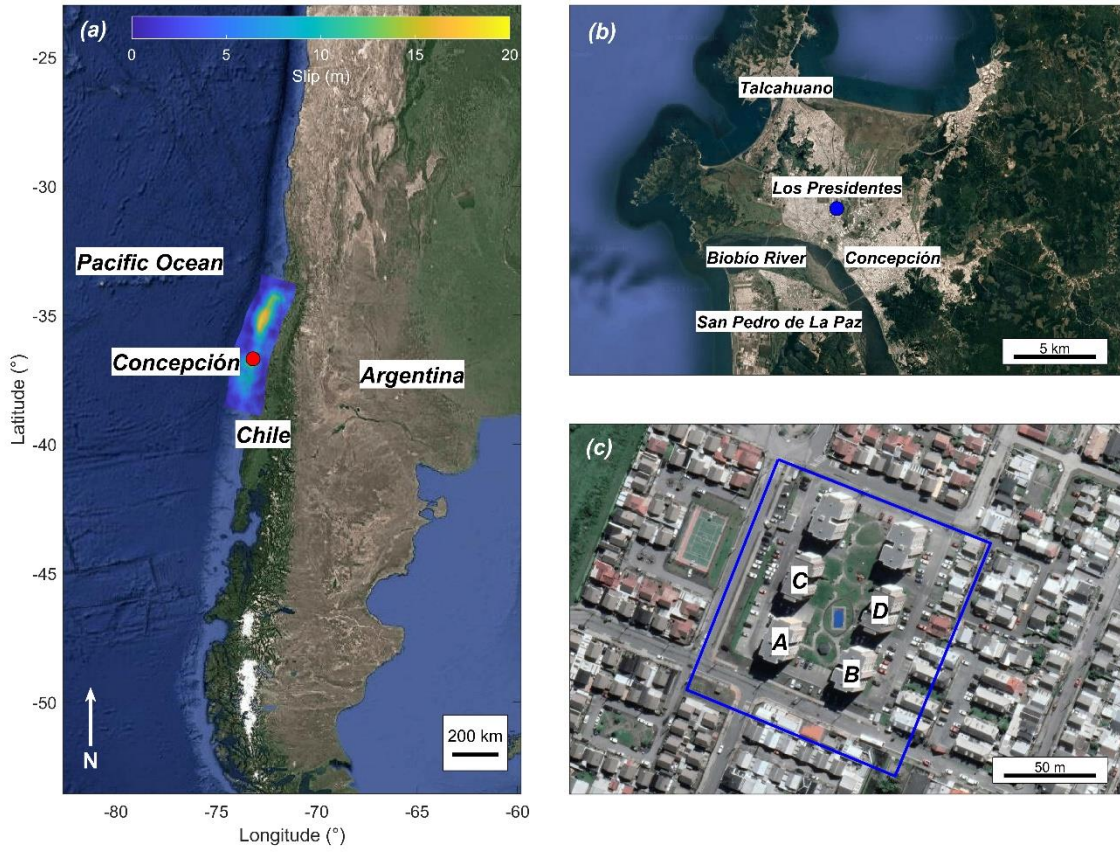 (a)
0 5 10 15 20
Slip (m)
-25
-30
-35
-40
-45
-50
Latitude (°)
Pacific Ocean
Concepción
Argentina
Chile
N
200 km
-80 -75 -70 -65 -60
Longitude (°)
(b)
Talcahuano
Los Presidentes
Biobio River
Concepción
San Pedro de La Paz
5 km
(c)
C
D
A
B
50 m